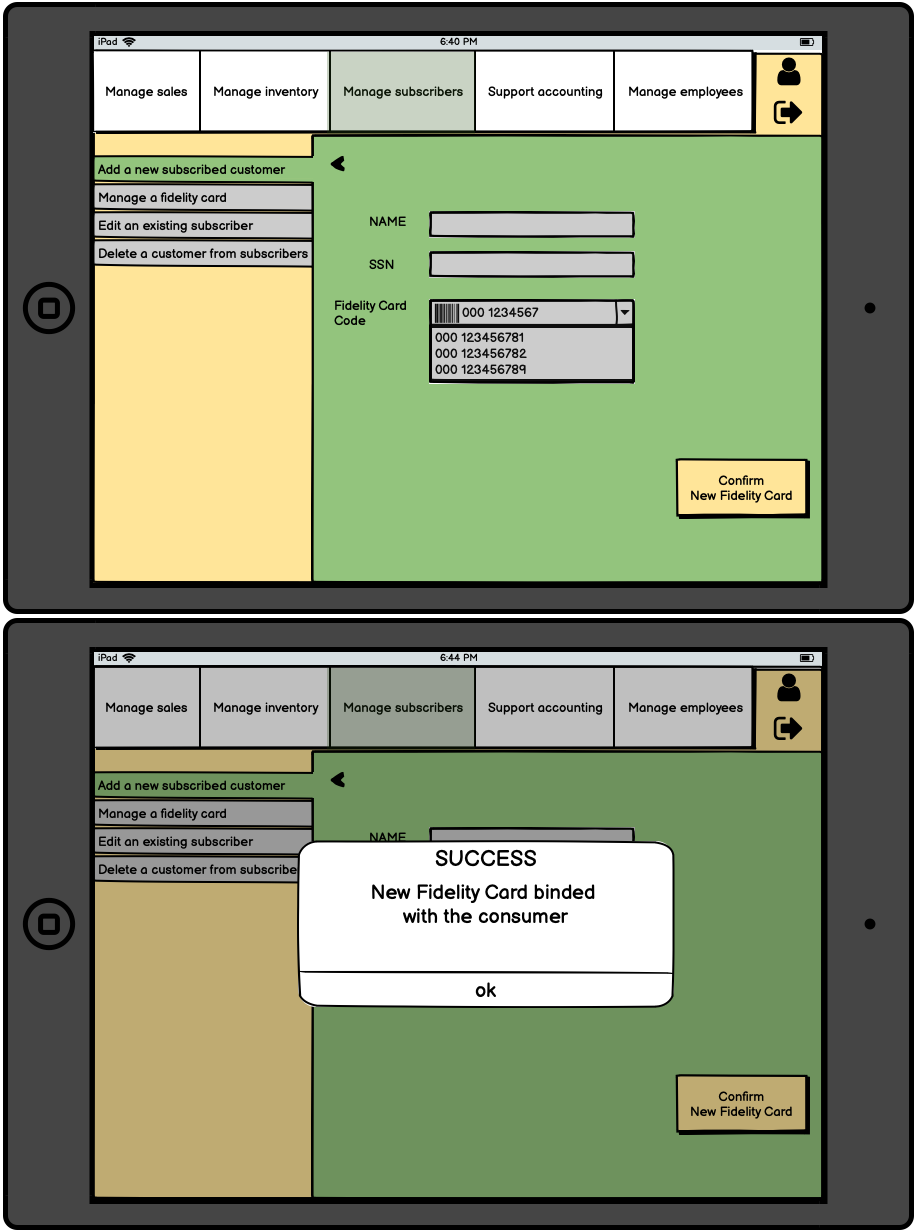 iPad
6:40 PM
Manage sales
Manage inventory
Manage subscribers
Support accounting
Manage employees
Add a new subscribed customer
Manage a fidelity card
Edit an existing subscriber
Delete a customer from subscribers
NAME
SSN
Fidelity Card
Code
000 1234567
000 123456781
000 123456782
000 123456789
Confirm
New Fidelity Card
iPad
6:44 PM
Manage sales
Manage inventory
Manage subscribers
Support accounting
Manage employees
Add a new subscribed customer
Manage a fidelity card
Edit an existing subscriber
Delete a customer from subscribe
NAME
SUCCESS
New Fidelity Card binded
with the consumer
ok
Confirm
New Fidelity Card